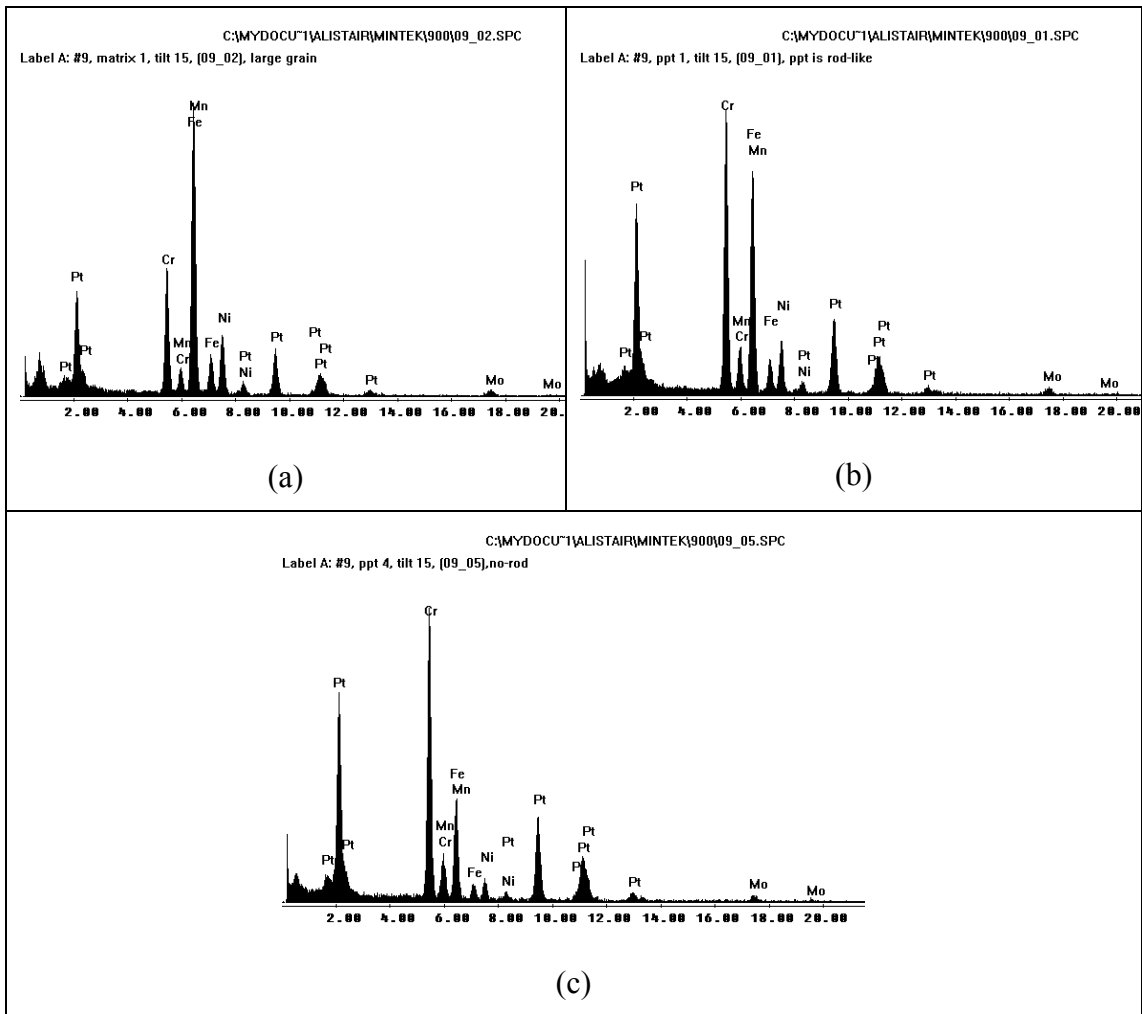 C:\MYDOCU~1\ALISTAIR\MINTEK\900\09_02.SPC
Label A: #9, matrix 1, tilt 15, (09_02), large grain
Mn
Fe
Cr
Pt
Ni
Mn
Pt
Pt
Pt
Pt Pt
Cr
Fe
Pt
Ni
Pt
Pt
Mo
Mo
2.00 4.00 6.00 8.00 10.00 12.00 14.00 16.00 18.00 20.0
(a)
C:\MYDOCU~1\ALISTAIR\MINTEK\900\09_01.SPC
Label A: #9, ppt 1, tilt 15, (09_01), ppt is rod-like
Cr
Fe
Mn
Pt
Ni
Pt
Mn
Cr
Fe
Pt
Pt
Pt
Pt
Pt
Ni
Pt
Pt
Mo
Mo
2.00 4.00 6.00 8.00 10.00 12.00 14.00 16.00 18.00 20.00
(b)
C:\MYDOCU~1\ALISTAIR\MINTEK\900\09_05.SPC
Label A: #9, ppt 4, tilt 15, (09_05),no-rod
Cr
Pt
Fe
Mn
Pt
Mn
Cr
Pt
Pt
Pt
Pt
Pt
Ni
Fe
Ni
Pt
Mo
Mo
2.00 4.00 6.00 8.00 10.00 12.00 14.00 16.00 18.00 20.00
(c)